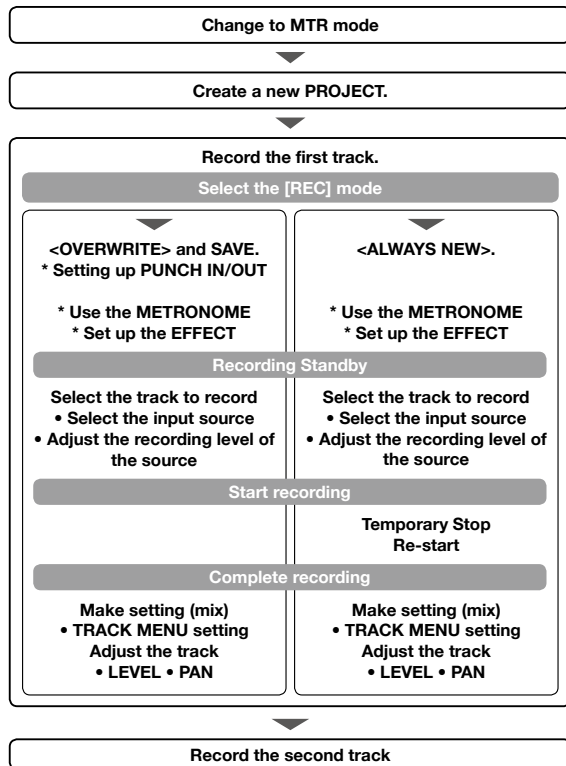 Change to MTR mode
Create a new PROJECT.
Record the first track.
Select the [REC] mode
<OVERWRITE> and SAVE.
* Setting up PUNCH IN/OUT
* Use the METRONOME
* Set up the EFFECT
<ALWAYS NEW>.
* Use the METRONOME
* Set up the EFFECT
Recording Standby
Select the track to record
• Select the input source
• Adjust the recording level of
the source
Select the track to record
• Select the input source
• Adjust the recording level of
the source
Start recording
Temporary Stop
Re-start
Complete recording
Make setting (mix)
• TRACK MENU setting
Adjust the track
• LEVEL • PAN
Make setting (mix)
• TRACK MENU setting
Adjust the track
• LEVEL • PAN
Record the second track